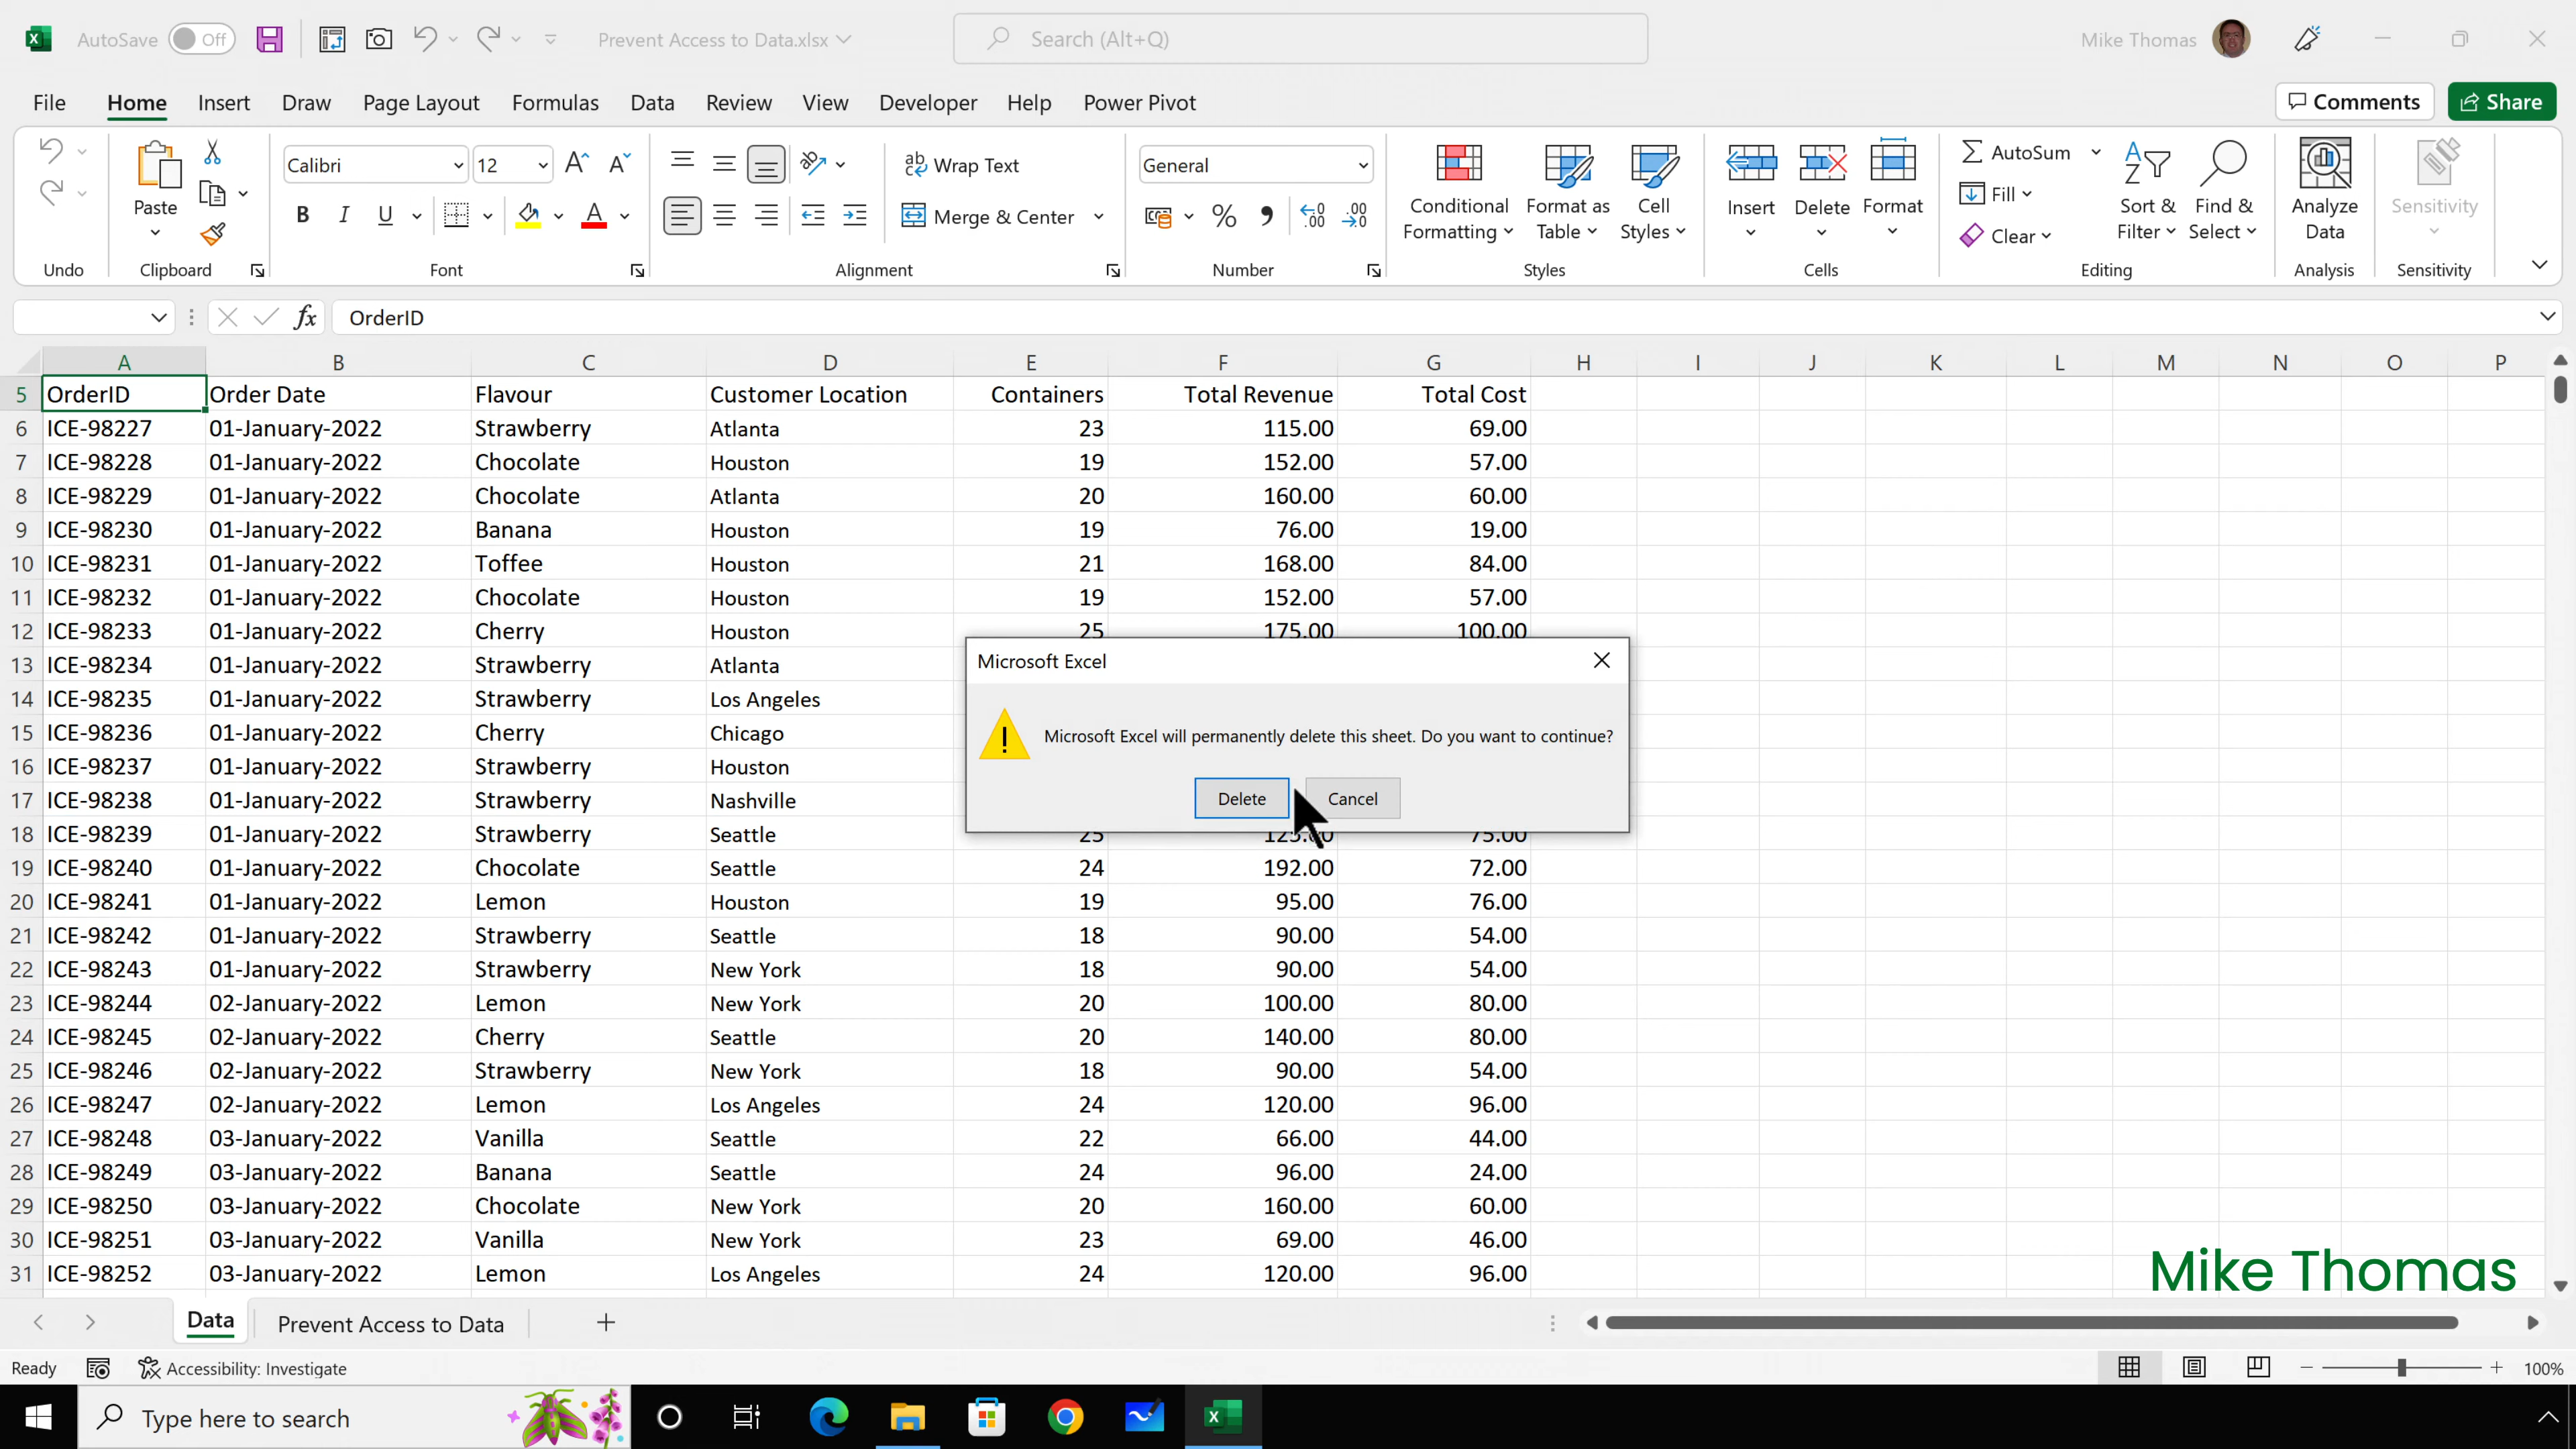 AutoSave Off Prevent Access to Data.xlsx Search (Alt+Q) Mike Thomas
File Home Insert Draw Page Layout Formulas Data Review View Developer Help Power Pivot Comments Share
Paste
Undo Clipboard
Calibri 12
B I U A
Font
Wrap Text
Merge & Center
Alignment
General
Number
Conditional Formatting
Format as Table
Cell Styles
Styles
Insert Delete Format
Cells
AutoSum
Fill
Clear
Sort & Filter
Find & Select
Editing
Analyze Data
Analysis
Sensitivity
Sensitivity
fx OrderID
A B C D E F G H I J K L M N O P
5 OrderID Order Date Flavour Customer Location Containers Total Revenue Total Cost
6 ICE-98227 01-January-2022 Strawberry Atlanta 23 115.00 69.00
7 ICE-98228 01-January-2022 Chocolate Houston 19 152.00 57.00
8 ICE-98229 01-January-2022 Chocolate Atlanta 20 160.00 60.00
9 ICE-98230 01-January-2022 Banana Houston 19 76.00 19.00
10 ICE-98231 01-January-2022 Toffee Houston 21 168.00 84.00
11 ICE-98232 01-January-2022 Chocolate Houston 19 152.00 57.00
12 ICE-98233 01-January-2022 Cherry Houston 25 175.00 100.00
13 ICE-98234 01-January-2022 Strawberry Atlanta
14 ICE-98235 01-January-2022 Strawberry Los Angeles
15 ICE-98236 01-January-2022 Cherry Chicago
16 ICE-98237 01-January-2022 Strawberry Houston
17 ICE-98238 01-January-2022 Strawberry Nashville
Microsoft Excel
Microsoft Excel will permanently delete this sheet. Do you want to continue?
Delete Cancel
18 ICE-98239 01-January-2022 Strawberry Seattle 25 125.00 75.00
19 ICE-98240 01-January-2022 Chocolate Seattle 24 192.00 72.00
20 ICE-98241 01-January-2022 Lemon Houston 19 95.00 76.00
21 ICE-98242 01-January-2022 Strawberry Seattle 18 90.00 54.00
22 ICE-98243 01-January-2022 Strawberry New York 18 90.00 54.00
23 ICE-98244 02-January-2022 Lemon New York 20 100.00 80.00
24 ICE-98245 02-January-2022 Cherry Seattle 20 140.00 80.00
25 ICE-98246 02-January-2022 Strawberry New York 18 90.00 54.00
26 ICE-98247 02-January-2022 Lemon Los Angeles 24 120.00 96.00
27 ICE-98248 03-January-2022 Vanilla Seattle 22 66.00 44.00
28 ICE-98249 03-January-2022 Banana Seattle 24 96.00 24.00
29 ICE-98250 03-January-2022 Chocolate New York 20 160.00 60.00
30 ICE-98251 03-January-2022 Vanilla New York 23 69.00 46.00
31 ICE-98252 03-January-2022 Lemon Los Angeles 24 120.00 96.00
Mike Thomas
Data Prevent Access to Data
Ready Accessibility: Investigate 100%
Type here to search